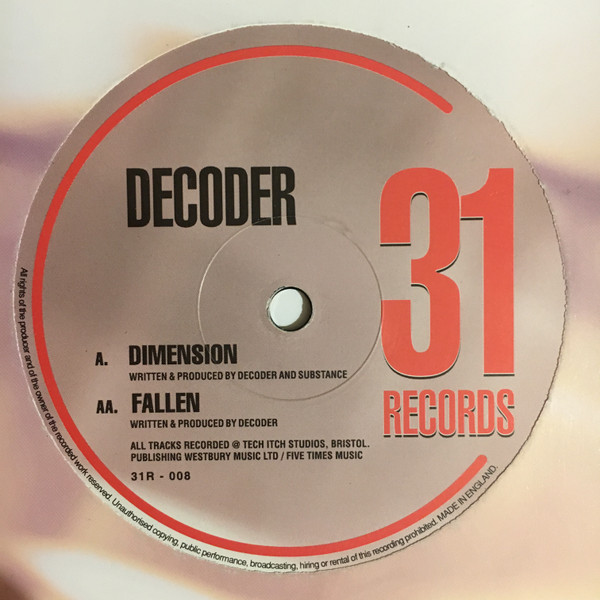 DECODER
31
RECORDS
A. DIMENSION
WRITTEN & PRODUCED BY DECODER AND SUBSTANCE
AA. FALLEN
WRITTEN & PRODUCED BY DECODER
ALL TRACKS RECORDED @ TECH ITCH STUDIOS, BRISTOL.
PUBLISHING WESTBURY MUSIC LTD / FIVE TIMES MUSIC
31R - 008
All rights of the producer and of the owner of the recorded work reserved. Unauthorised copying, public performance, broadcasting, hiring or rental of this recording prohibited. MADE IN ENGLAND.